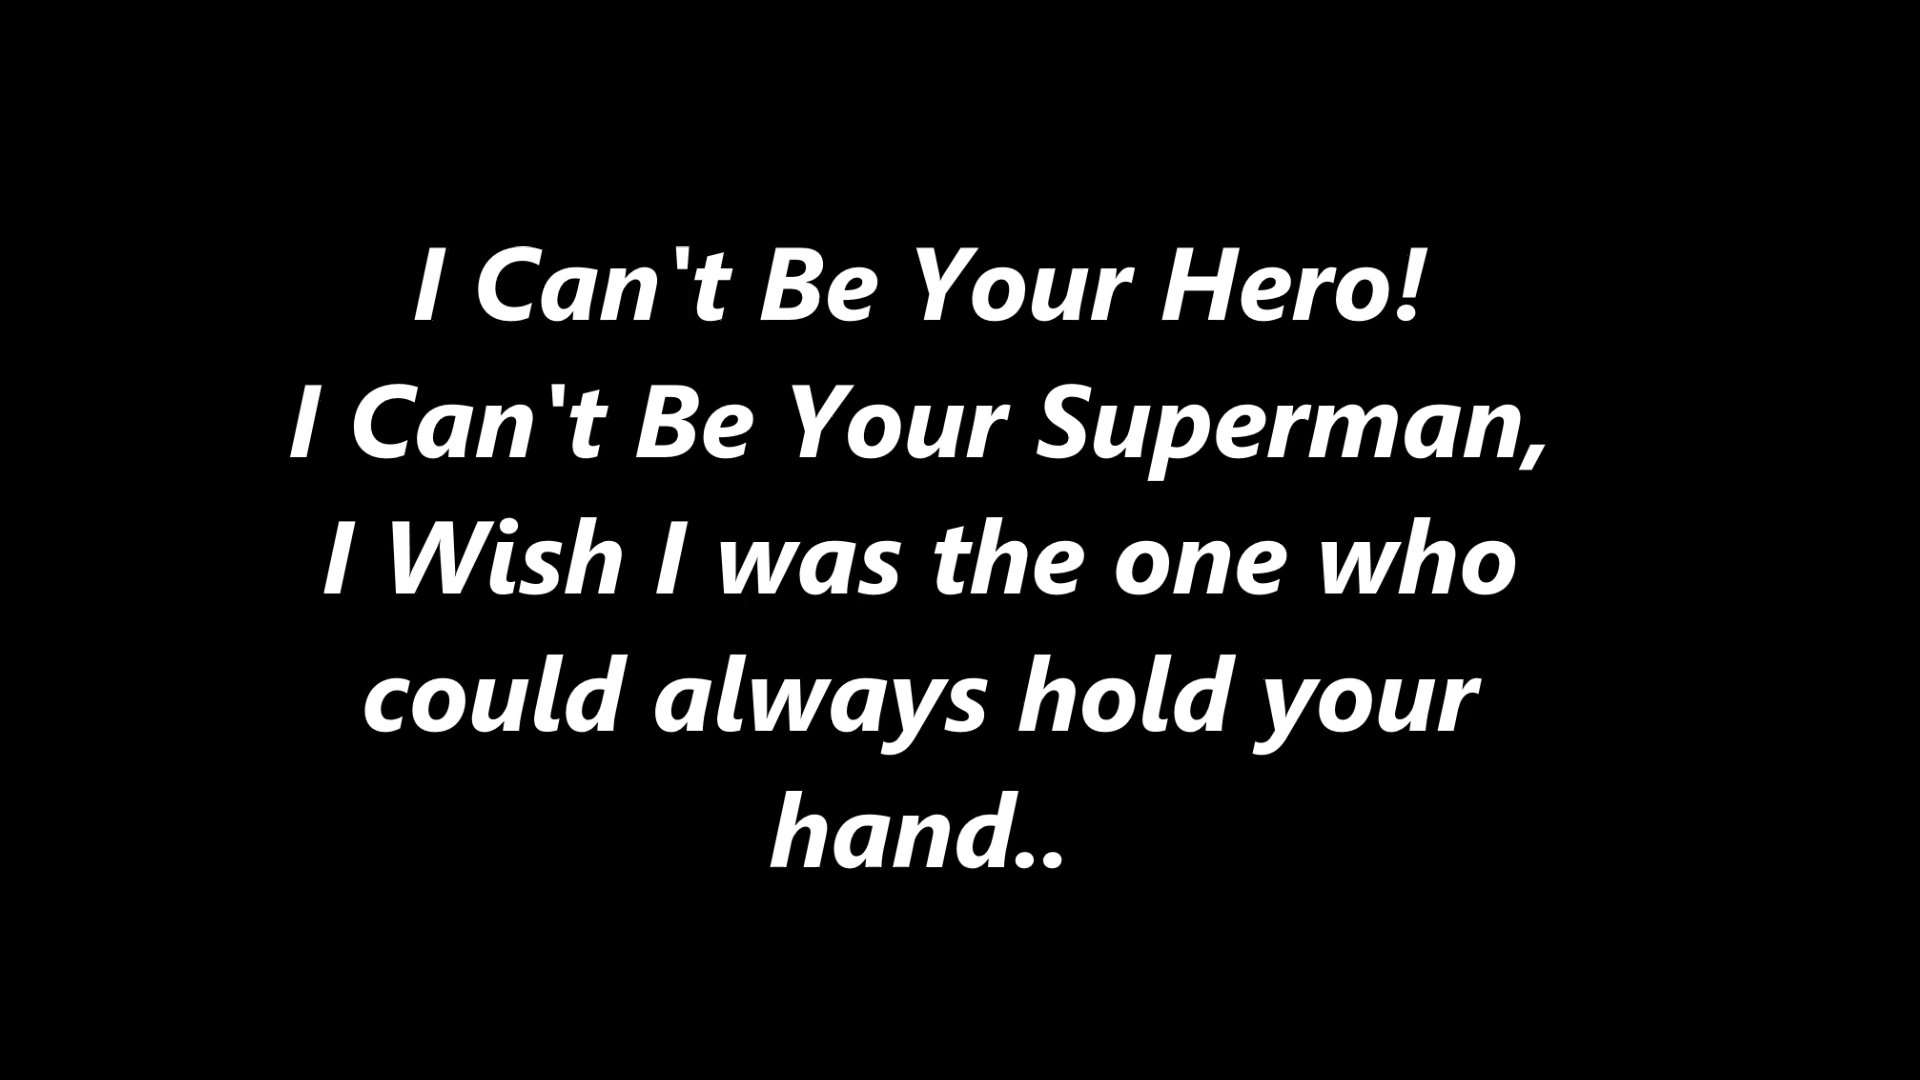 I Can't Be Your Hero!
I Can't Be Your Superman,
I Wish I was the one who
could always hold your
hand..